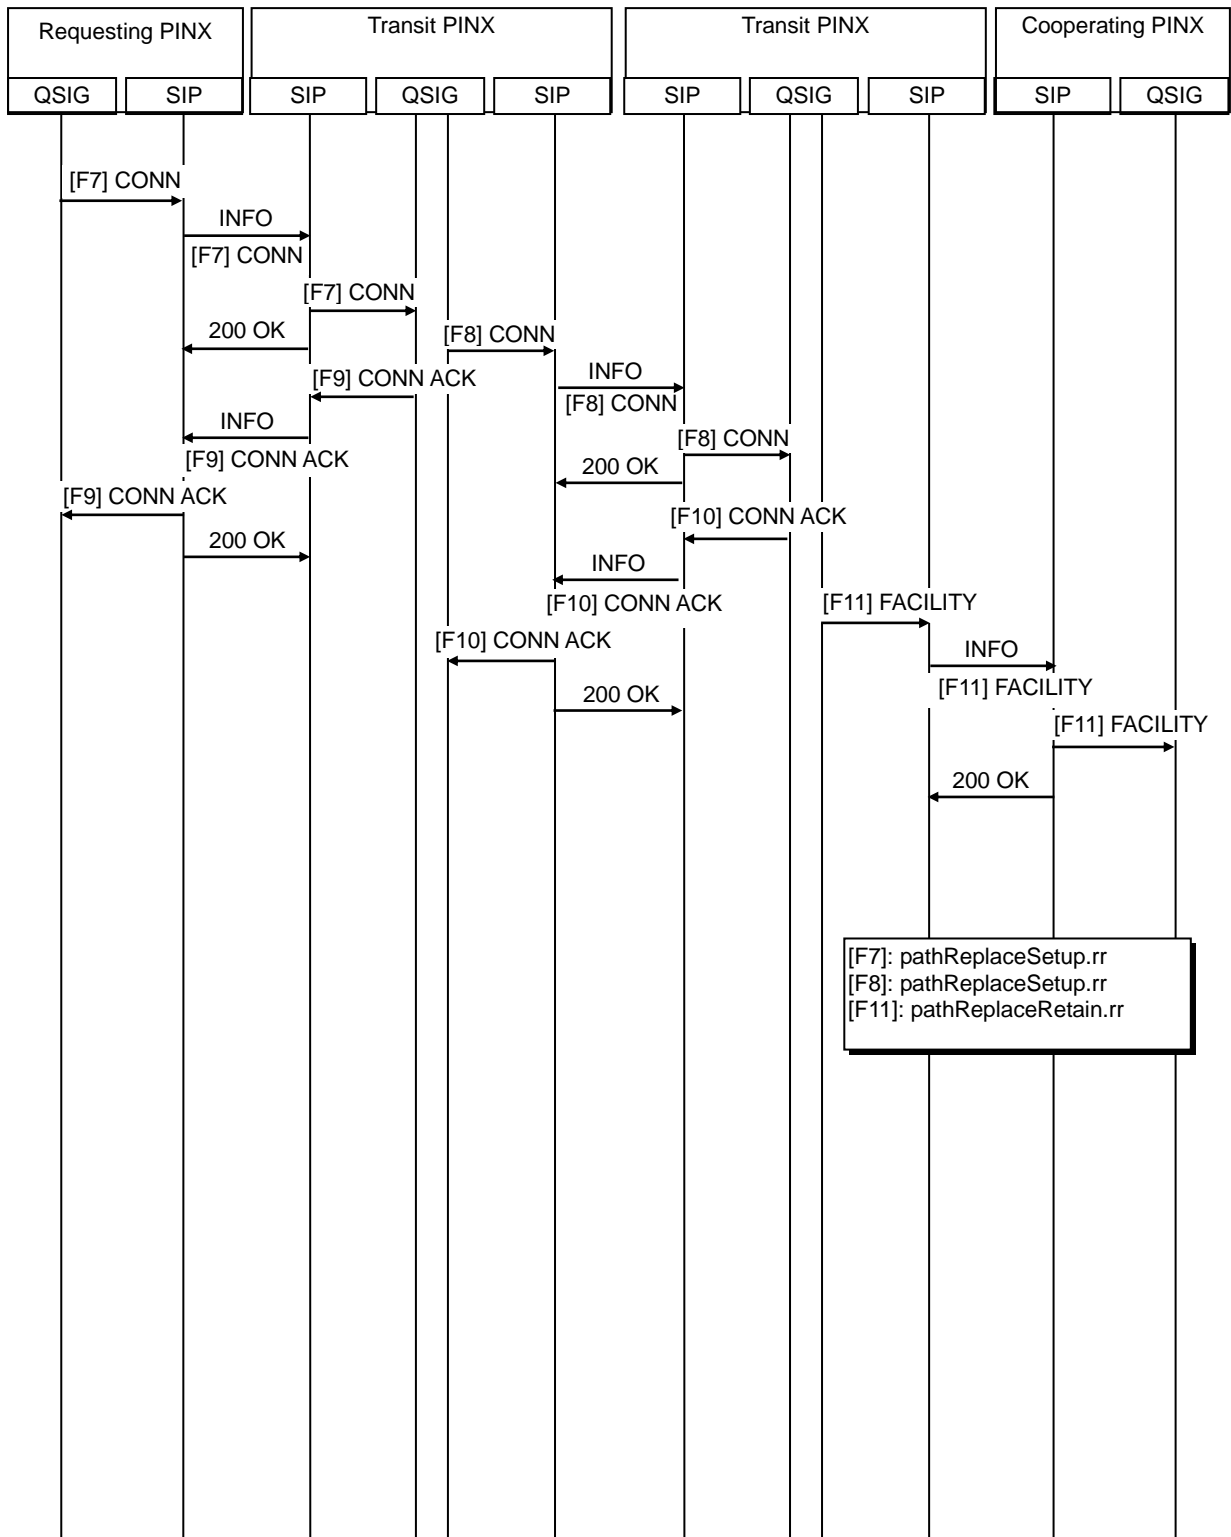 Requesting PINX
Transit PINX
Transit PINX
Cooperating PINX
QSIG
SIP
SIP
QSIG
SIP
SIP
QSIG
SIP
SIP
QSIG
[F7] CONN
INFO
[F7] CONN
[F7] CONN
200 OK
[F8] CONN
[F9] CONN ACK
INFO
[F8] CONN
INFO
[F9] CONN ACK
[F8] CONN
200 OK
[F9] CONN ACK
[F10] CONN ACK
200 OK
INFO
[F10] CONN ACK
[F11] FACILITY
[F10] CONN ACK
INFO
[F11] FACILITY
200 OK
[F11] FACILITY
200 OK
[F7]: pathReplaceSetup.rr
[F8]: pathReplaceSetup.rr
[F11]: pathReplaceRetain.rr